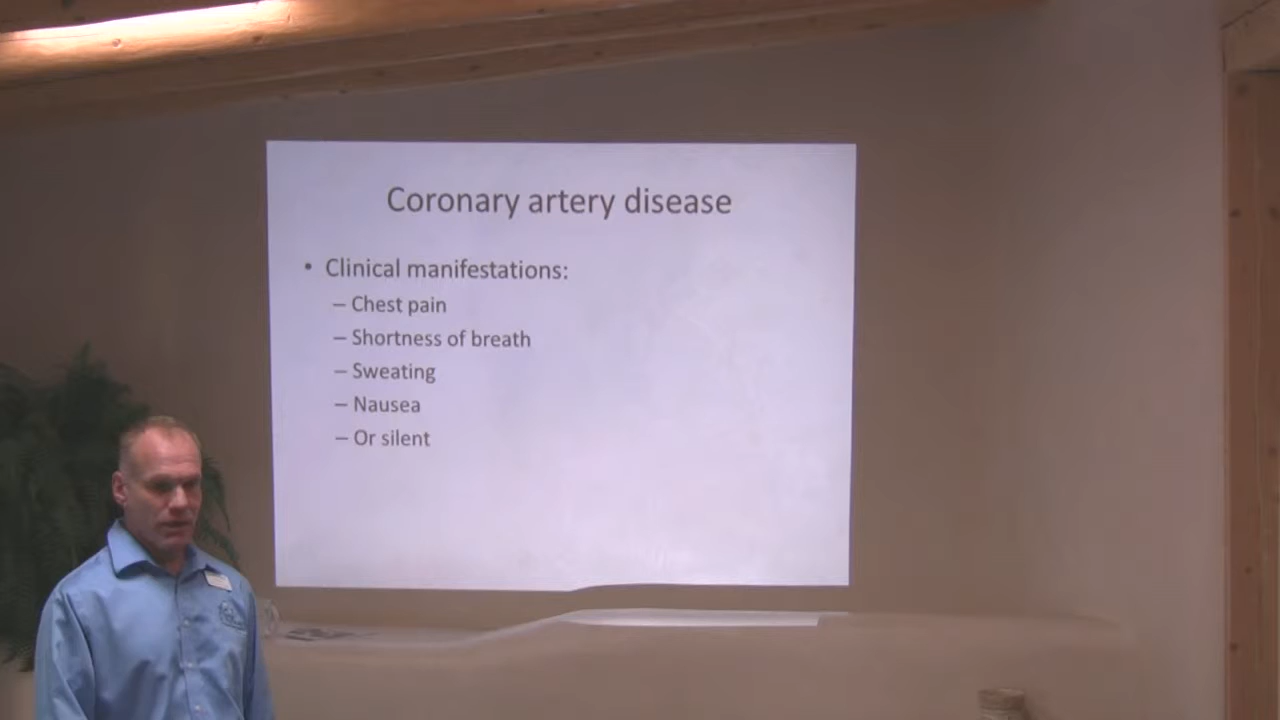 Coronary artery disease
• Clinical manifestations:
– Chest pain
– Shortness of breath
– Sweating
– Nausea
– Or silent